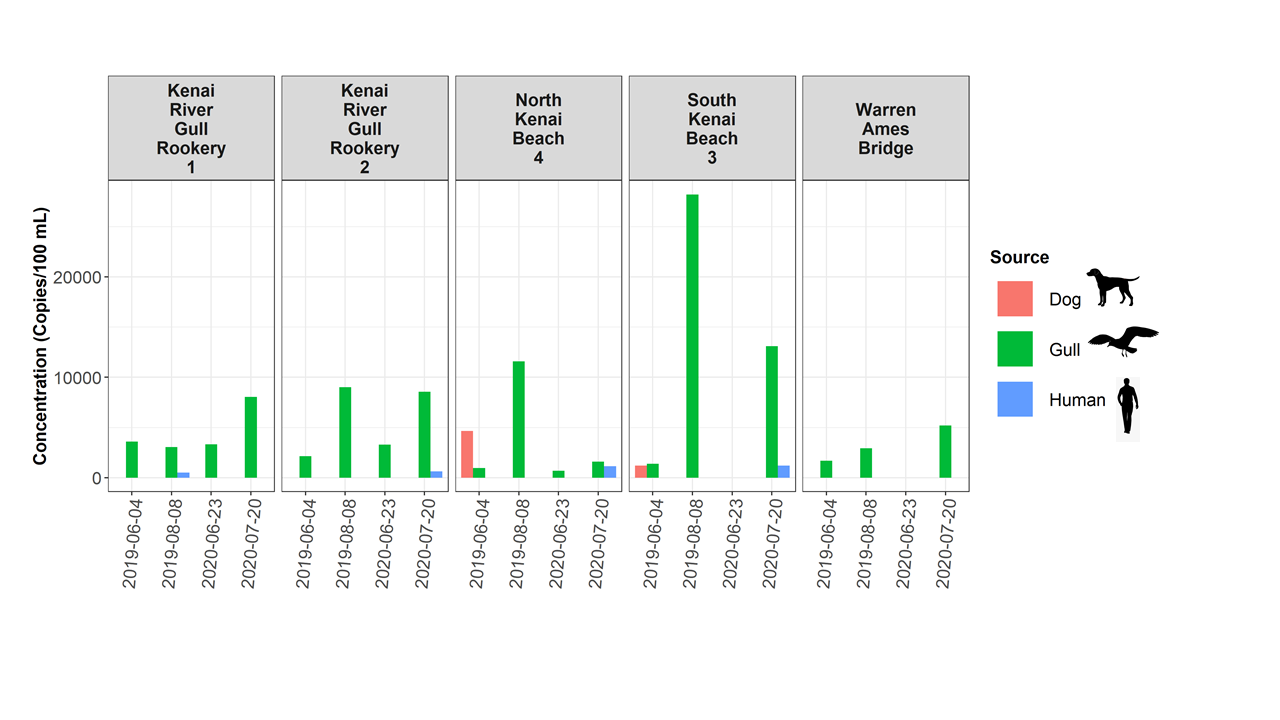 Kenai
River
Gull
Rookery
1
Kenai
River
Gull
Rookery
2
North
Kenai
Beach
4
South
Kenai
Beach
3
Warren
Ames
Bridge
Concentration (Copies/100 mL)
20000
10000
0
2019-06-04
2019-08-08
2020-06-23
2020-07-20
2019-06-04
2019-08-08
2020-06-23
2020-07-20
2019-06-04
2019-08-08
2020-06-23
2020-07-20
2019-06-04
2019-08-08
2020-06-23
2020-07-20
2019-06-04
2019-08-08
2020-06-23
2020-07-20
Source
Dog
Gull
Human